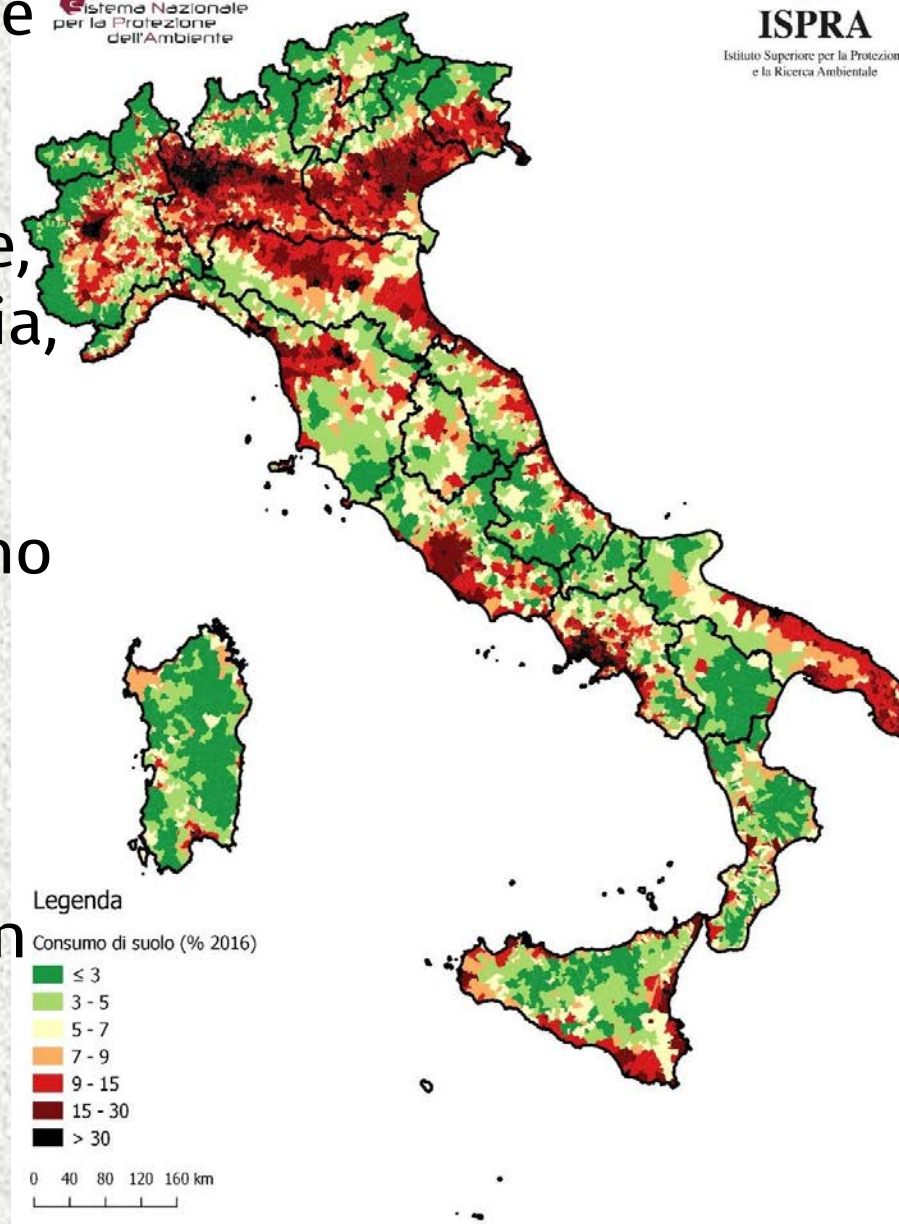 e
Sistema Nazionale
per la Protezione
dell'Ambiente
ISPRA
Istituto Superiore per la Protezion
e la Ricerca Ambientale
e,
ia,
no
m
Legenda
Consumo di suolo (% 2016)
≤ 3
3 - 5
5 - 7
7 - 9
9 - 15
15 - 30
> 30
0 40 80 120 160 km